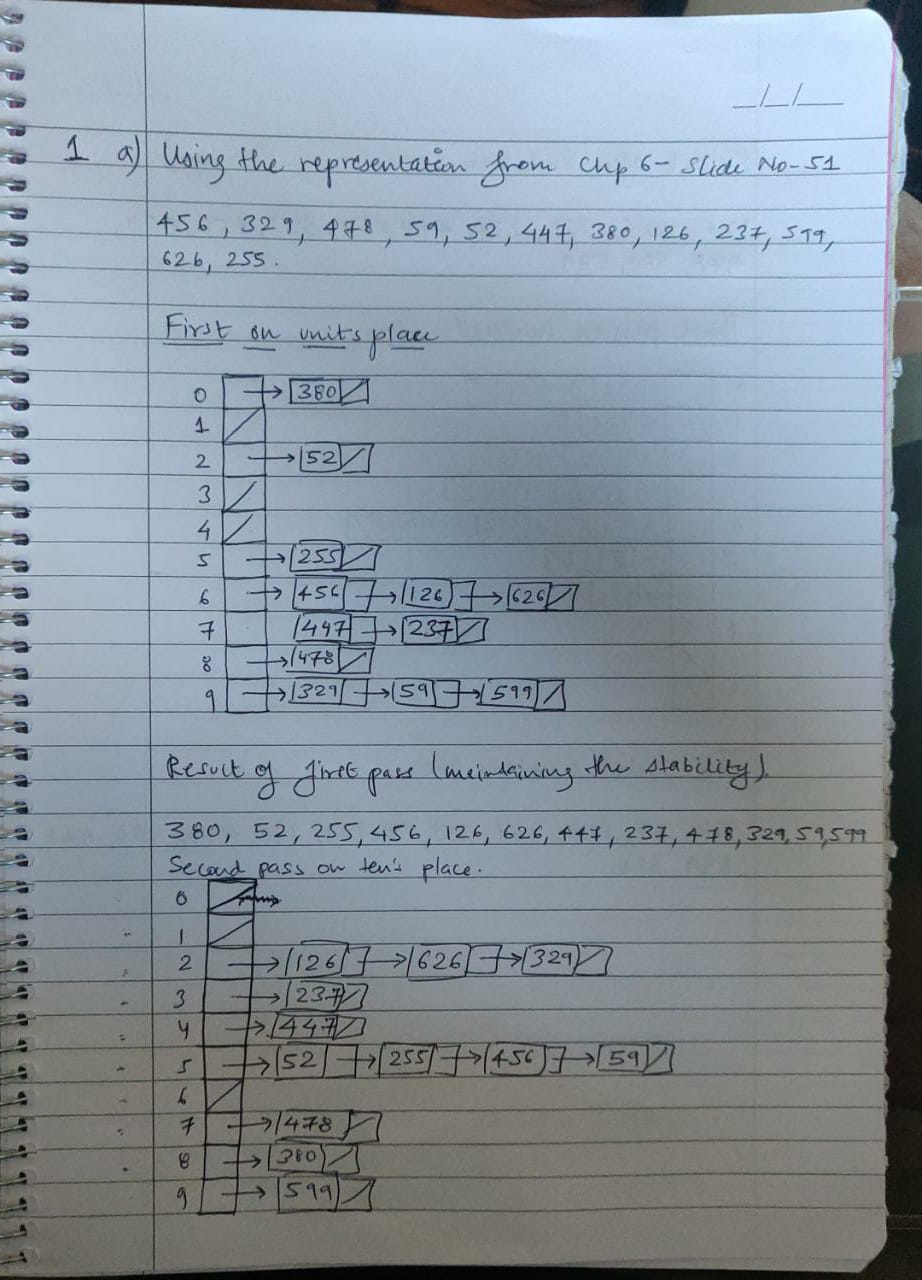 _/_/__
1 a) Using the representation from Chp 6- Slide No-51
456, 329, 478, 59, 52, 447, 380, 126, 237, 599,
626, 255.
First on units place
0 → 380
1
2 → 52
3
4
5 → 255
6 → 456 → 126 → 626
7 447 → 237
8 → 478
9 → 329 → 59 → 599
Result of first pass (meintaining the stability).
380, 52, 255, 456, 126, 626, 447, 237, 478, 329, 59, 599
Second pass on ten's place.
0
1
2 → 126 → 626 → 329
3 → 237
4 → 447
5 → 52 → 255 → 456 → 59
6
7 → 478
8 → 380
9 → 599